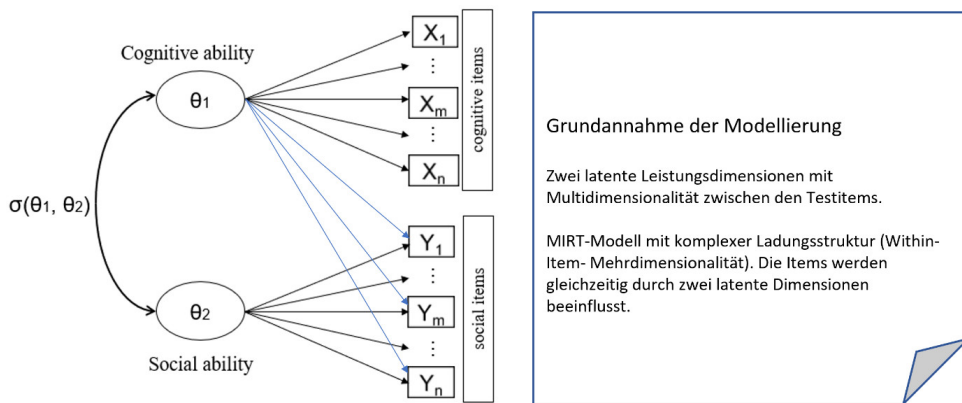 Cognitive ability
θ1
X1
⋮
Xm
⋮
Xn
cognitive items
σ(θ1, θ2)
Y1
⋮
Ym
⋮
Yn
social items
θ2
Social ability
Grundannahme der Modellierung
Zwei latente Leistungsdimensionen mit
Multidimensionalität zwischen den Testitems.
MIRT-Modell mit komplexer Ladungsstruktur (Within-
Item- Mehrdimensionalität). Die Items werden
gleichzeitig durch zwei latente Dimensionen
beeinflusst.